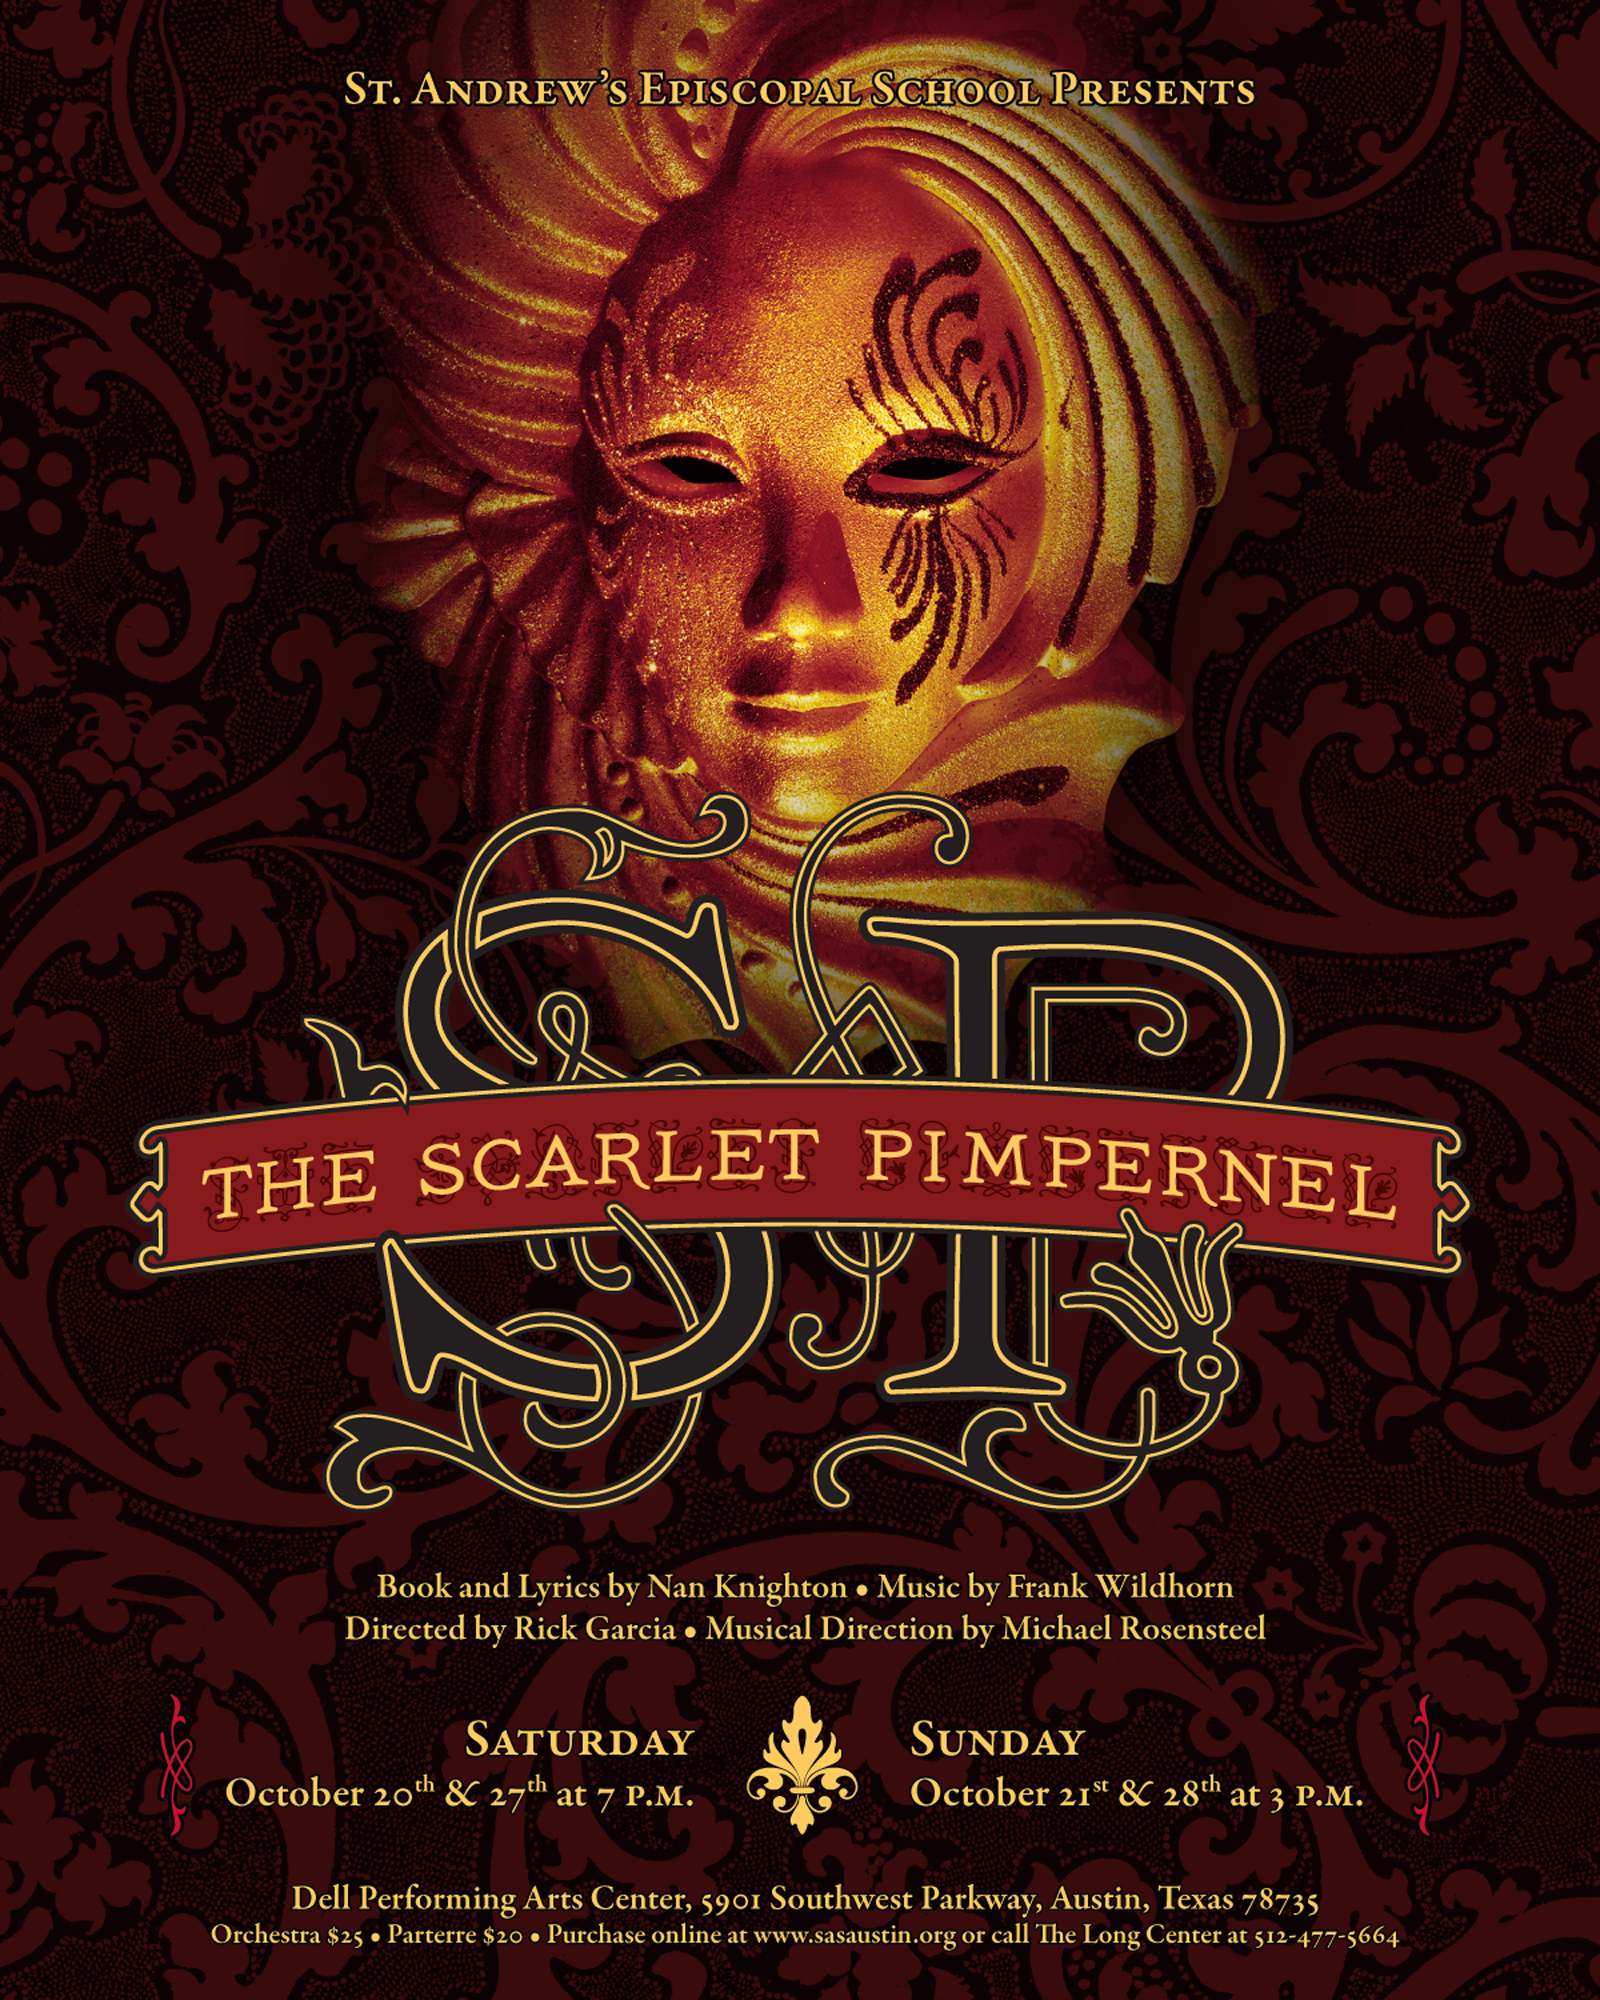 St. Andrew's Episcopal School Presents
SP
THE SCARLET PIMPERNEL
Book and Lyrics by Nan Knighton • Music by Frank Wildhorn
Directed by Rick Garcia • Musical Direction by Michael Rosensteel
Saturday
October 20th & 27th at 7 P.M.
Sunday
October 21st & 28th at 3 P.M.
Dell Performing Arts Center, 5901 Southwest Parkway, Austin, Texas 78735
Orchestra $25 • Parterre $20 • Purchase online at www.sasaustin.org or call The Long Center at 512-477-5664